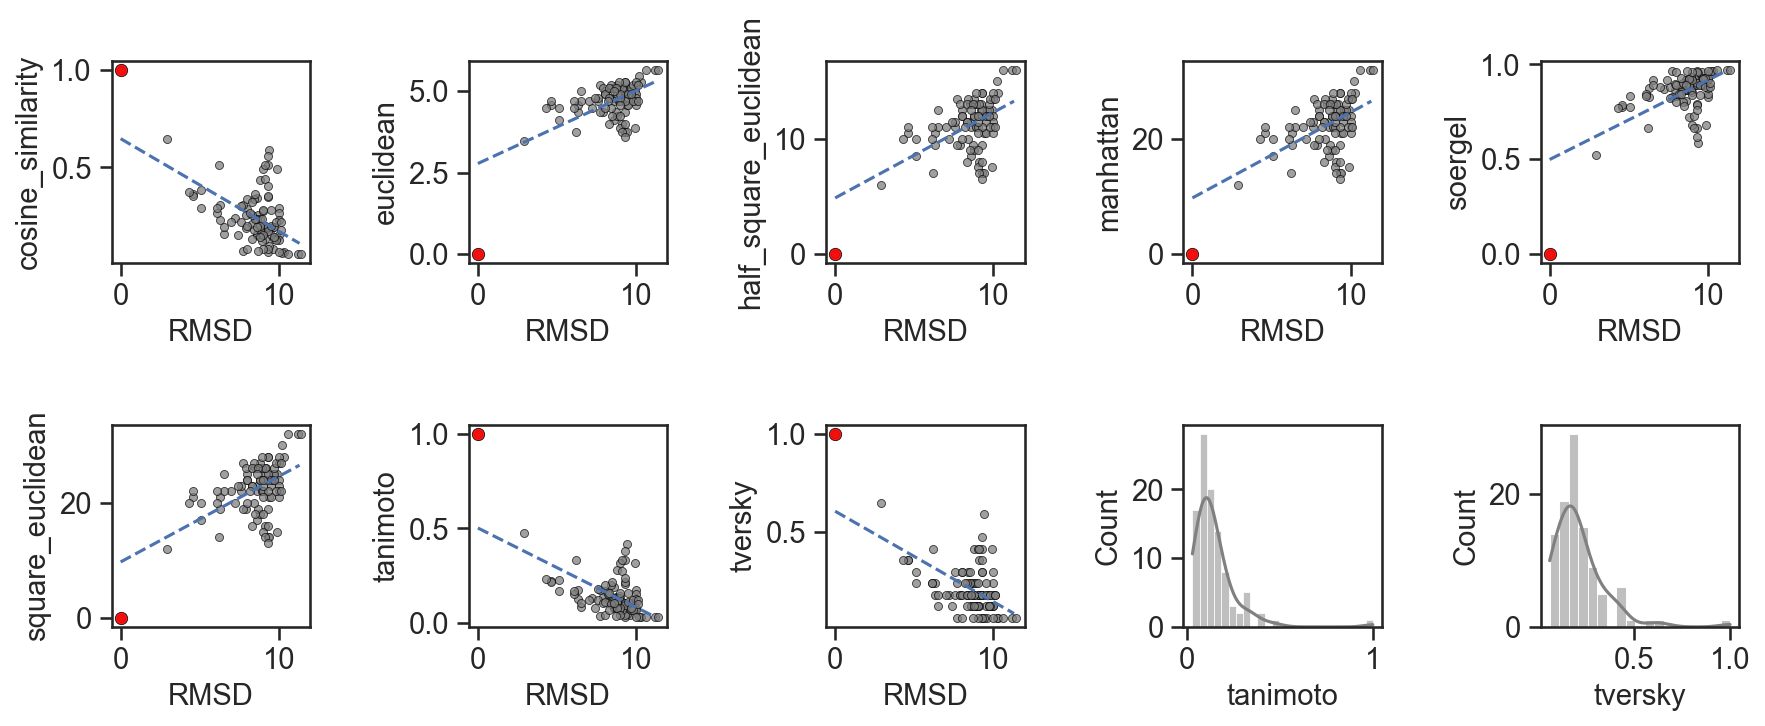 cosine_similarity
1.0
0.5
0
10
RMSD
euclidean
5.0
2.5
0.0
0
10
RMSD
half_square_euclidean
10
0
0
10
RMSD
manhattan
20
0
0
10
RMSD
soergel
1.0
0.5
0.0
0
10
RMSD
square_euclidean
20
0
0
10
RMSD
tanimoto
1.0
0.5
0.0
0
10
RMSD
tversky
1.0
0.5
0
10
RMSD
Count
20
10
0
0
1
tanimoto
Count
20
0
0.5
1.0
tversky